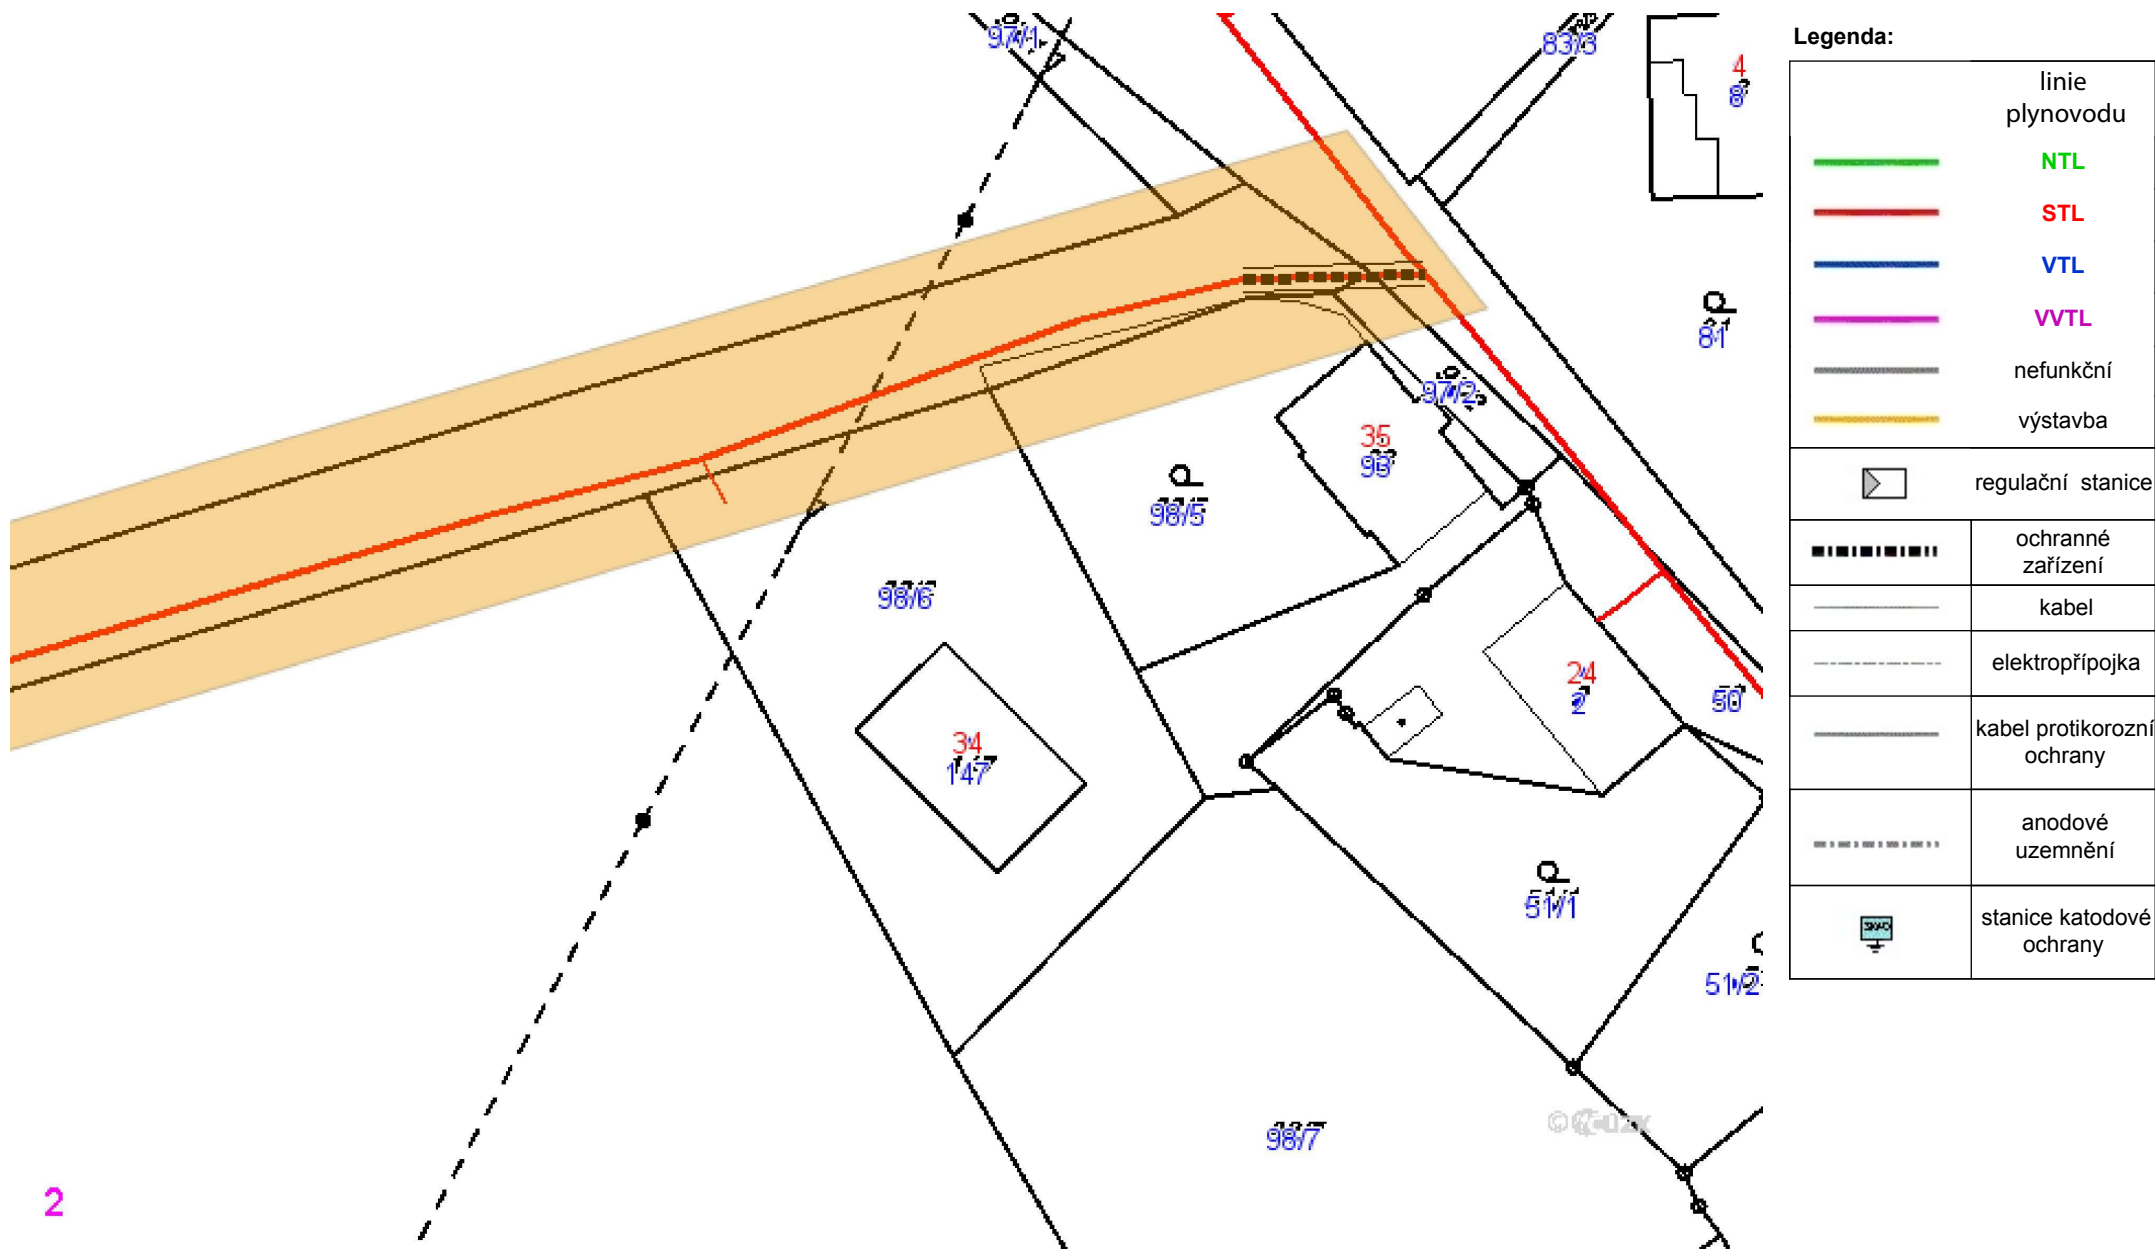 97/1
83/3
4
8
81
97/2
35
93
98/5
98/6
24
2
50
34
147
51/1
51/2
98/7
2
Legenda:
linie
plynovodu
NTL
STL
VTL
VVTL
nefunkční
výstavba
regulační stanice
ochranné
zařízení
kabel
elektropřípojka
kabel protikorozní
ochrany
anodové
uzemnění
stanice katodové
ochrany